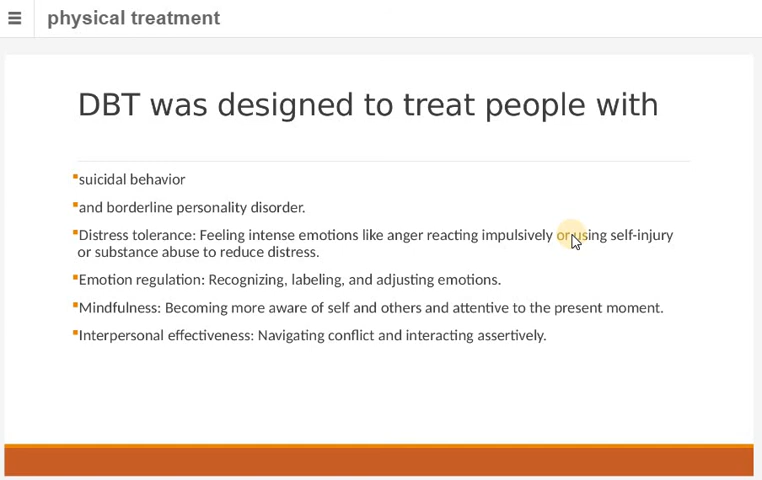 physical treatment
DBT was designed to treat people with
suicidal behavior
and borderline personality disorder.
Distress tolerance: Feeling intense emotions like anger reacting impulsively or using self-injury
or substance abuse to reduce distress.
Emotion regulation: Recognizing, labeling, and adjusting emotions.
Mindfulness: Becoming more aware of self and others and attentive to the present moment.
Interpersonal effectiveness: Navigating conflict and interacting assertively.